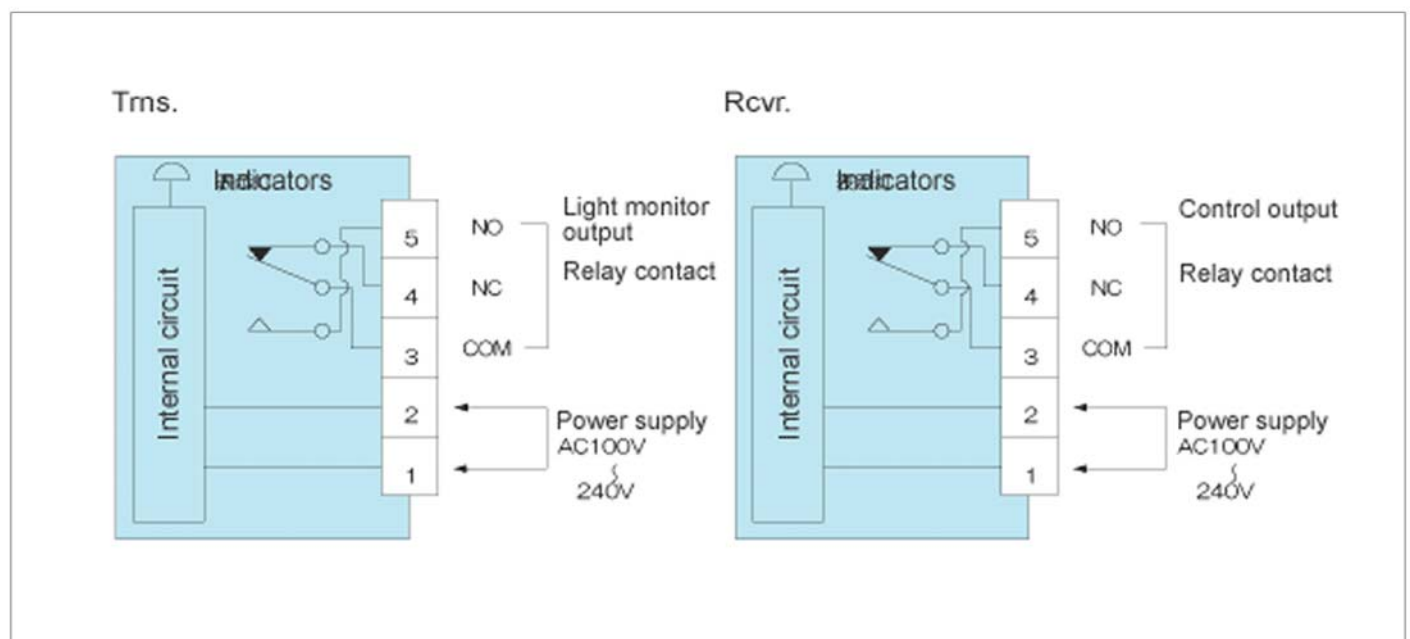 Trns.
Indicators
Internal circuit
5
4
3
2
1
NO
NC
COM
Light monitor
output
Relay contact
Power supply
AC100V
~
240V
Rcvr.
Indicators
Internal circuit
5
4
3
2
1
NO
NC
COM
Control output
Relay contact
Power supply
AC100V
~
240V